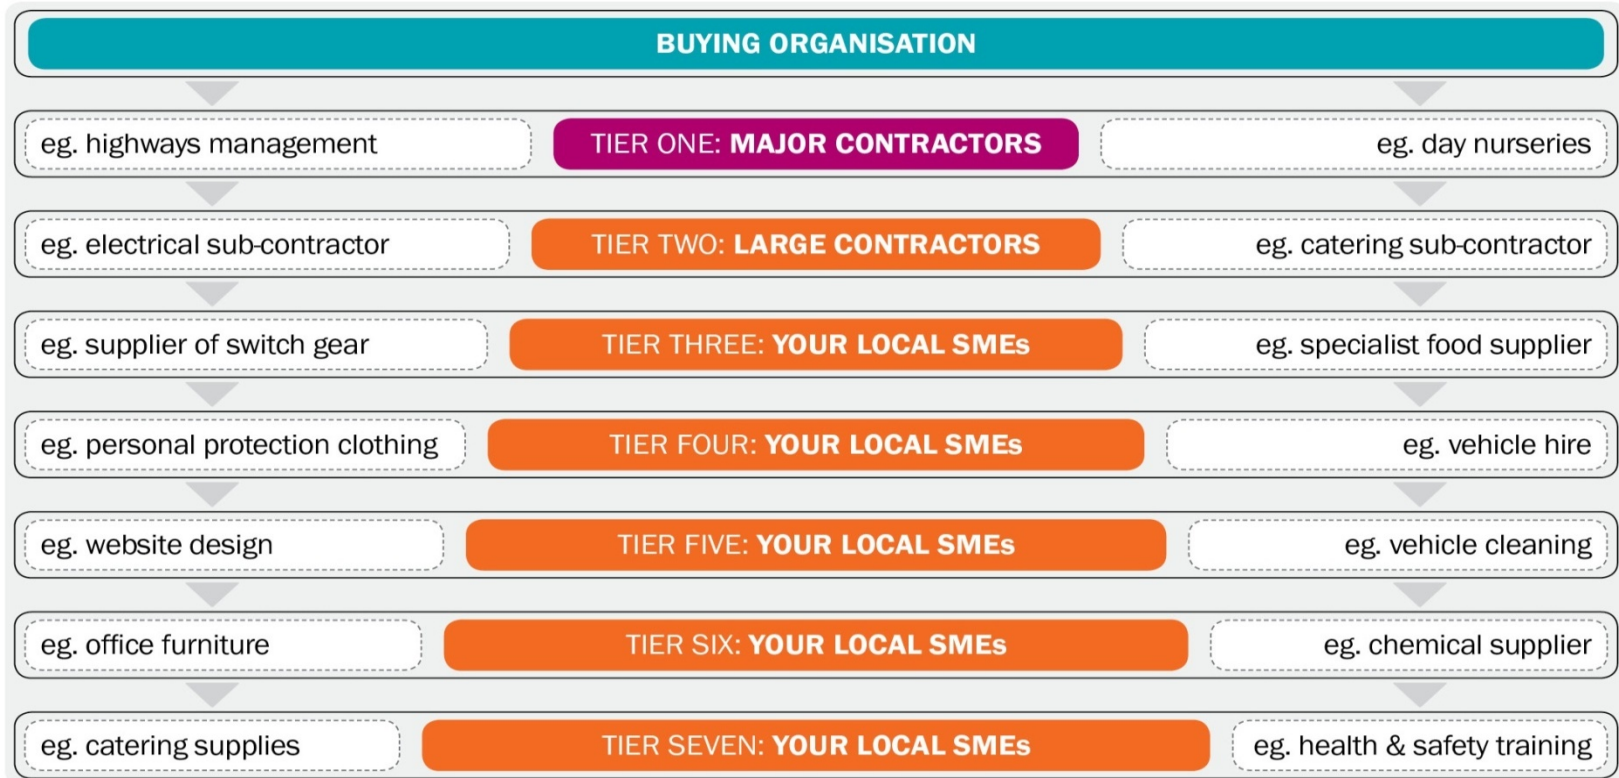 BUYING ORGANISATION
eg. highways management
TIER ONE: MAJOR CONTRACTORS
eg. day nurseries
eg. electrical sub-contractor
TIER TWO: LARGE CONTRACTORS
eg. catering sub-contractor
eg. supplier of switch gear
TIER THREE: YOUR LOCAL SMEs
eg. specialist food supplier
eg. personal protection clothing
TIER FOUR: YOUR LOCAL SMEs
eg. vehicle hire
eg. website design
TIER FIVE: YOUR LOCAL SMEs
eg. vehicle cleaning
eg. office furniture
TIER SIX: YOUR LOCAL SMEs
eg. chemical supplier
eg. catering supplies
TIER SEVEN: YOUR LOCAL SMEs
eg. health & safety training